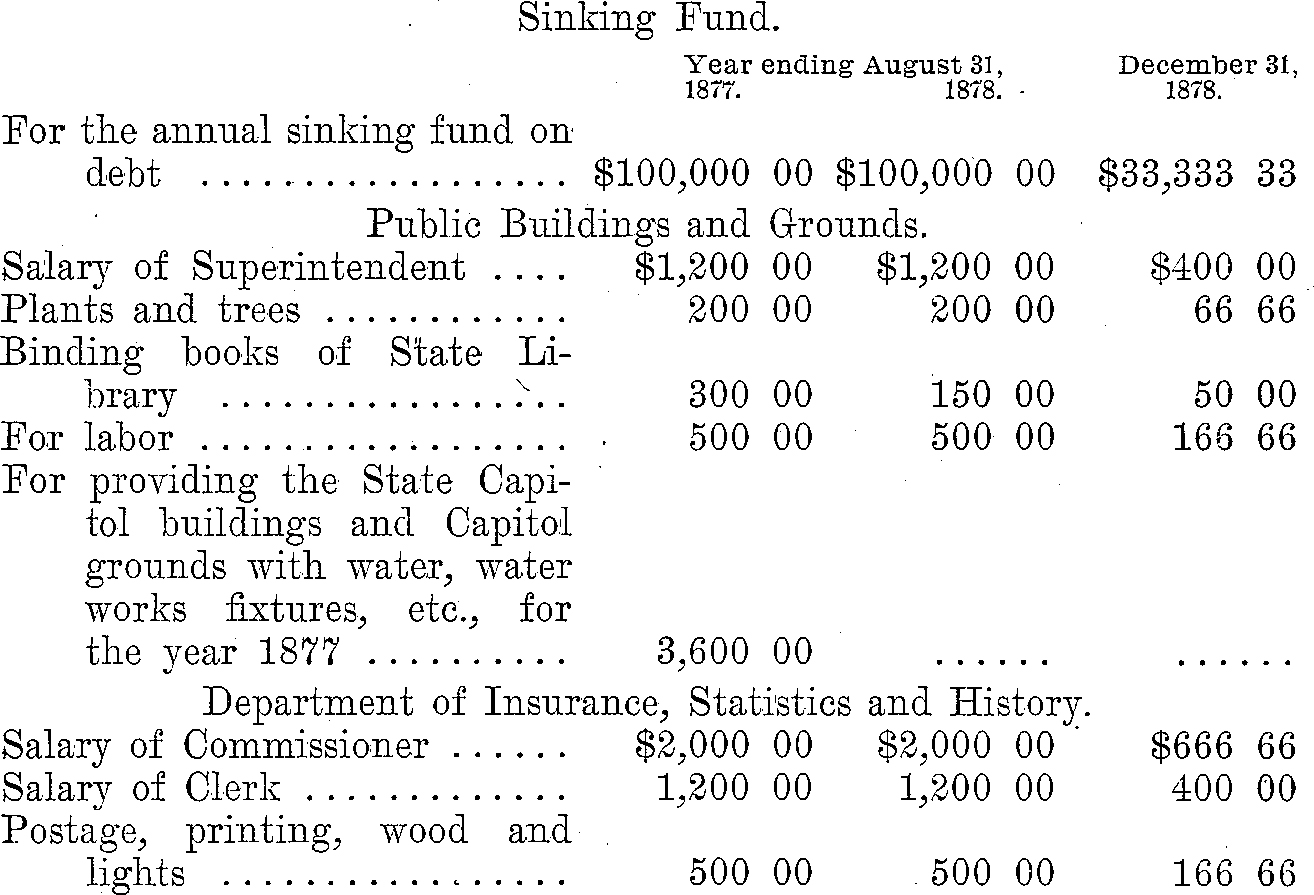 Sinking Fund.
Year ending August 31, December 31,
1877. 1878. 1878.
For the annual sinking fund on
debt .................. $100,000 00 $100,000 00 $33,333 33
Public Buildings and Grounds.
Salary of Superintendent .... $1,200 00 $1,200 00 $400 00
Plants and trees ............ 200 00 200 00 66 66
Binding books of State Li-
brary ................. 300 00 150 00 50 00
For labor .................. 500 00 500 00 166 66
For providing the State Capi-
tol buildings and Capitol
grounds with water, water
works fixtures, etc., for
the year 1877 .......... 3,600 00 ...... ......
Department of Insurance, Statistics and History.
Salary of Commissioner ...... $2,000 00 $2,000 00 $666 66
Salary of Clerk ............. 1,200 00 1,200 00 400 00
Postage, printing, wood and
lights ................. 500 00 500 00 166 66